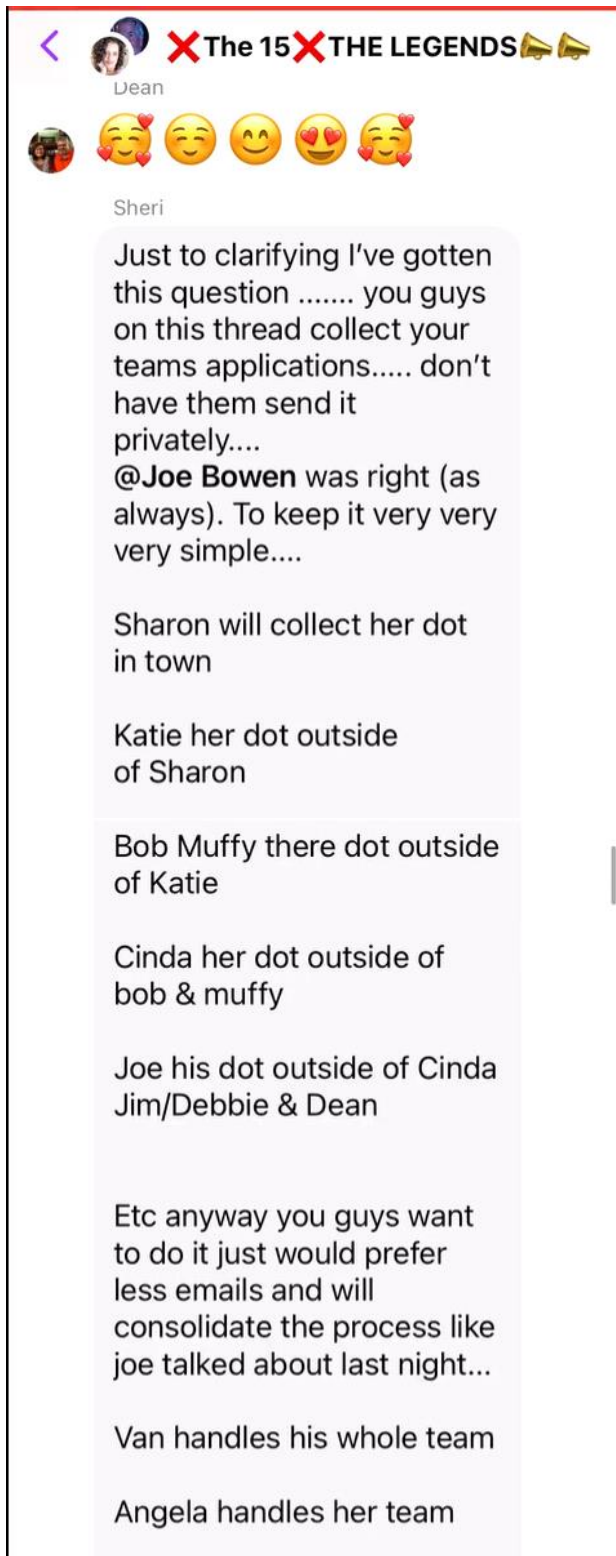 ❌The 15❌THE LEGENDS📣📣
Dean
🥰☺️😊😍🥰
Sheri
Just to clarifying I've gotten
this question ....... you guys
on this thread collect your
teams applications..... don't
have them send it
privately....
@Joe Bowen was right (as
always). To keep it very very
very simple....
Sharon will collect her dot
in town
Katie her dot outside
of Sharon
Bob Muffy there dot outside
of Katie
Cinda her dot outside of
bob & muffy
Joe his dot outside of Cinda
Jim/Debbie & Dean
Etc anyway you guys want
to do it just would prefer
less emails and will
consolidate the process like
joe talked about last night...
Van handles his whole team
Angela handles her team